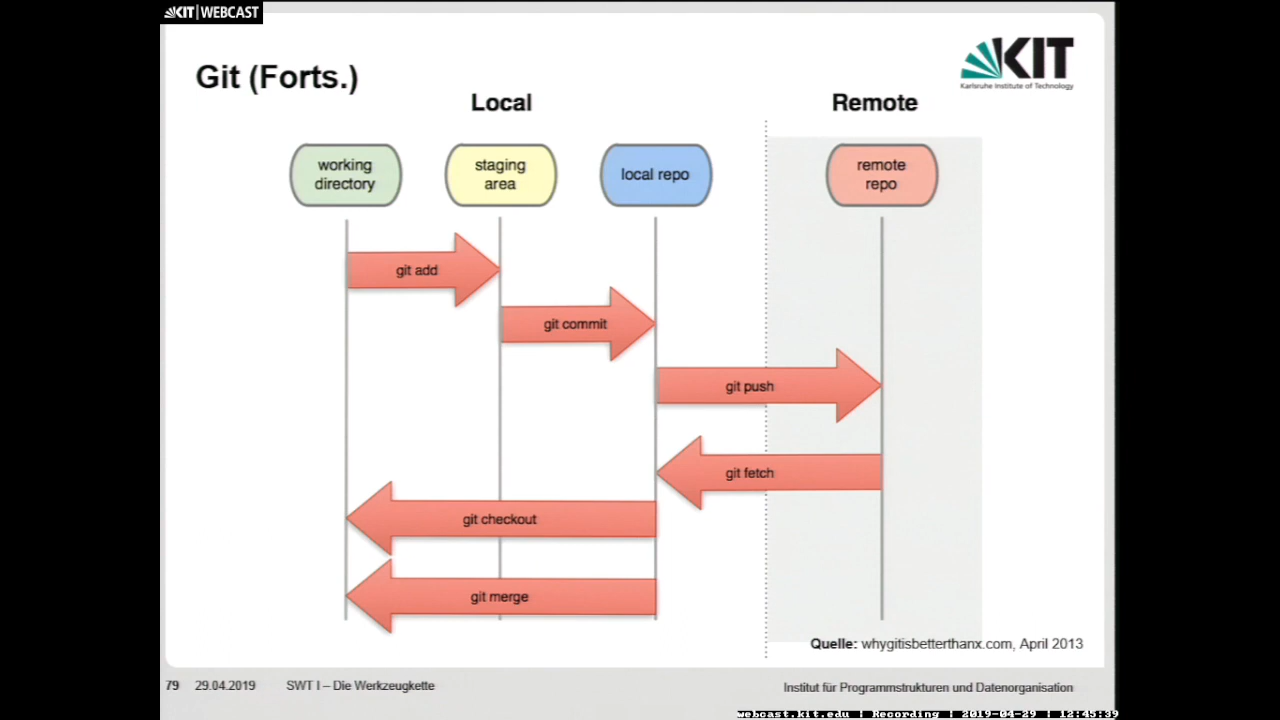 KIT | WEBCAST
Git (Forts.)
KIT
Karlsruhe Institute of Technology
Local
Remote
working
directory
staging
area
local repo
remote
repo
git add
git commit
git push
git fetch
git checkout
git merge
Quelle: whygitisbetterthanx.com, April 2013
79 29.04.2019 SWT I – Die Werkzeugkette
Institut für Programmstrukturen und Datenorganisation
webcast.kit.edu | Recording | 2019-04-29 | 12:45:39